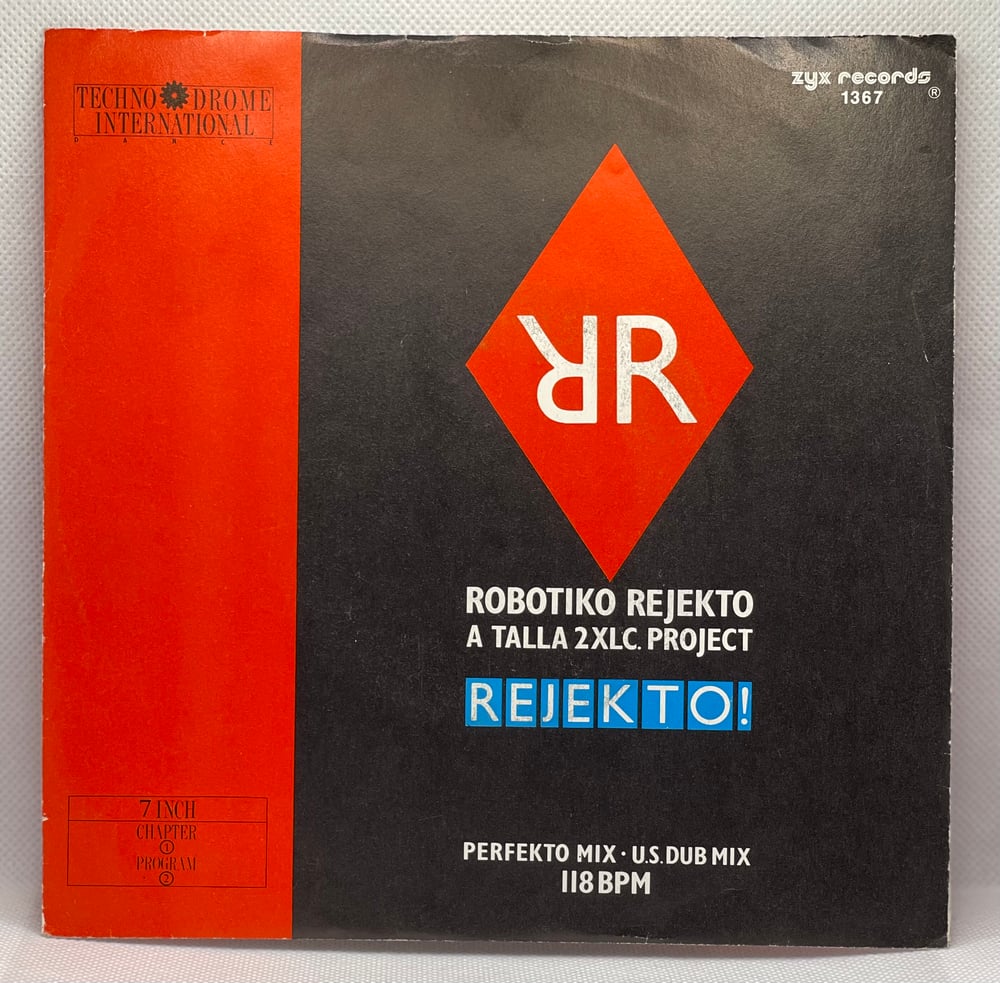 TECHNO DROME
INTERNATIONAL
DANCE
zyx records
1367
®
RR
ROBOTIKO REJEKTO
A TALLA 2XLC. PROJECT
REJEKTO!
7 INCH
CHAPTER
1
PROGRAM
2
PERFEKTO MIX · U.S. DUB MIX
118 BPM